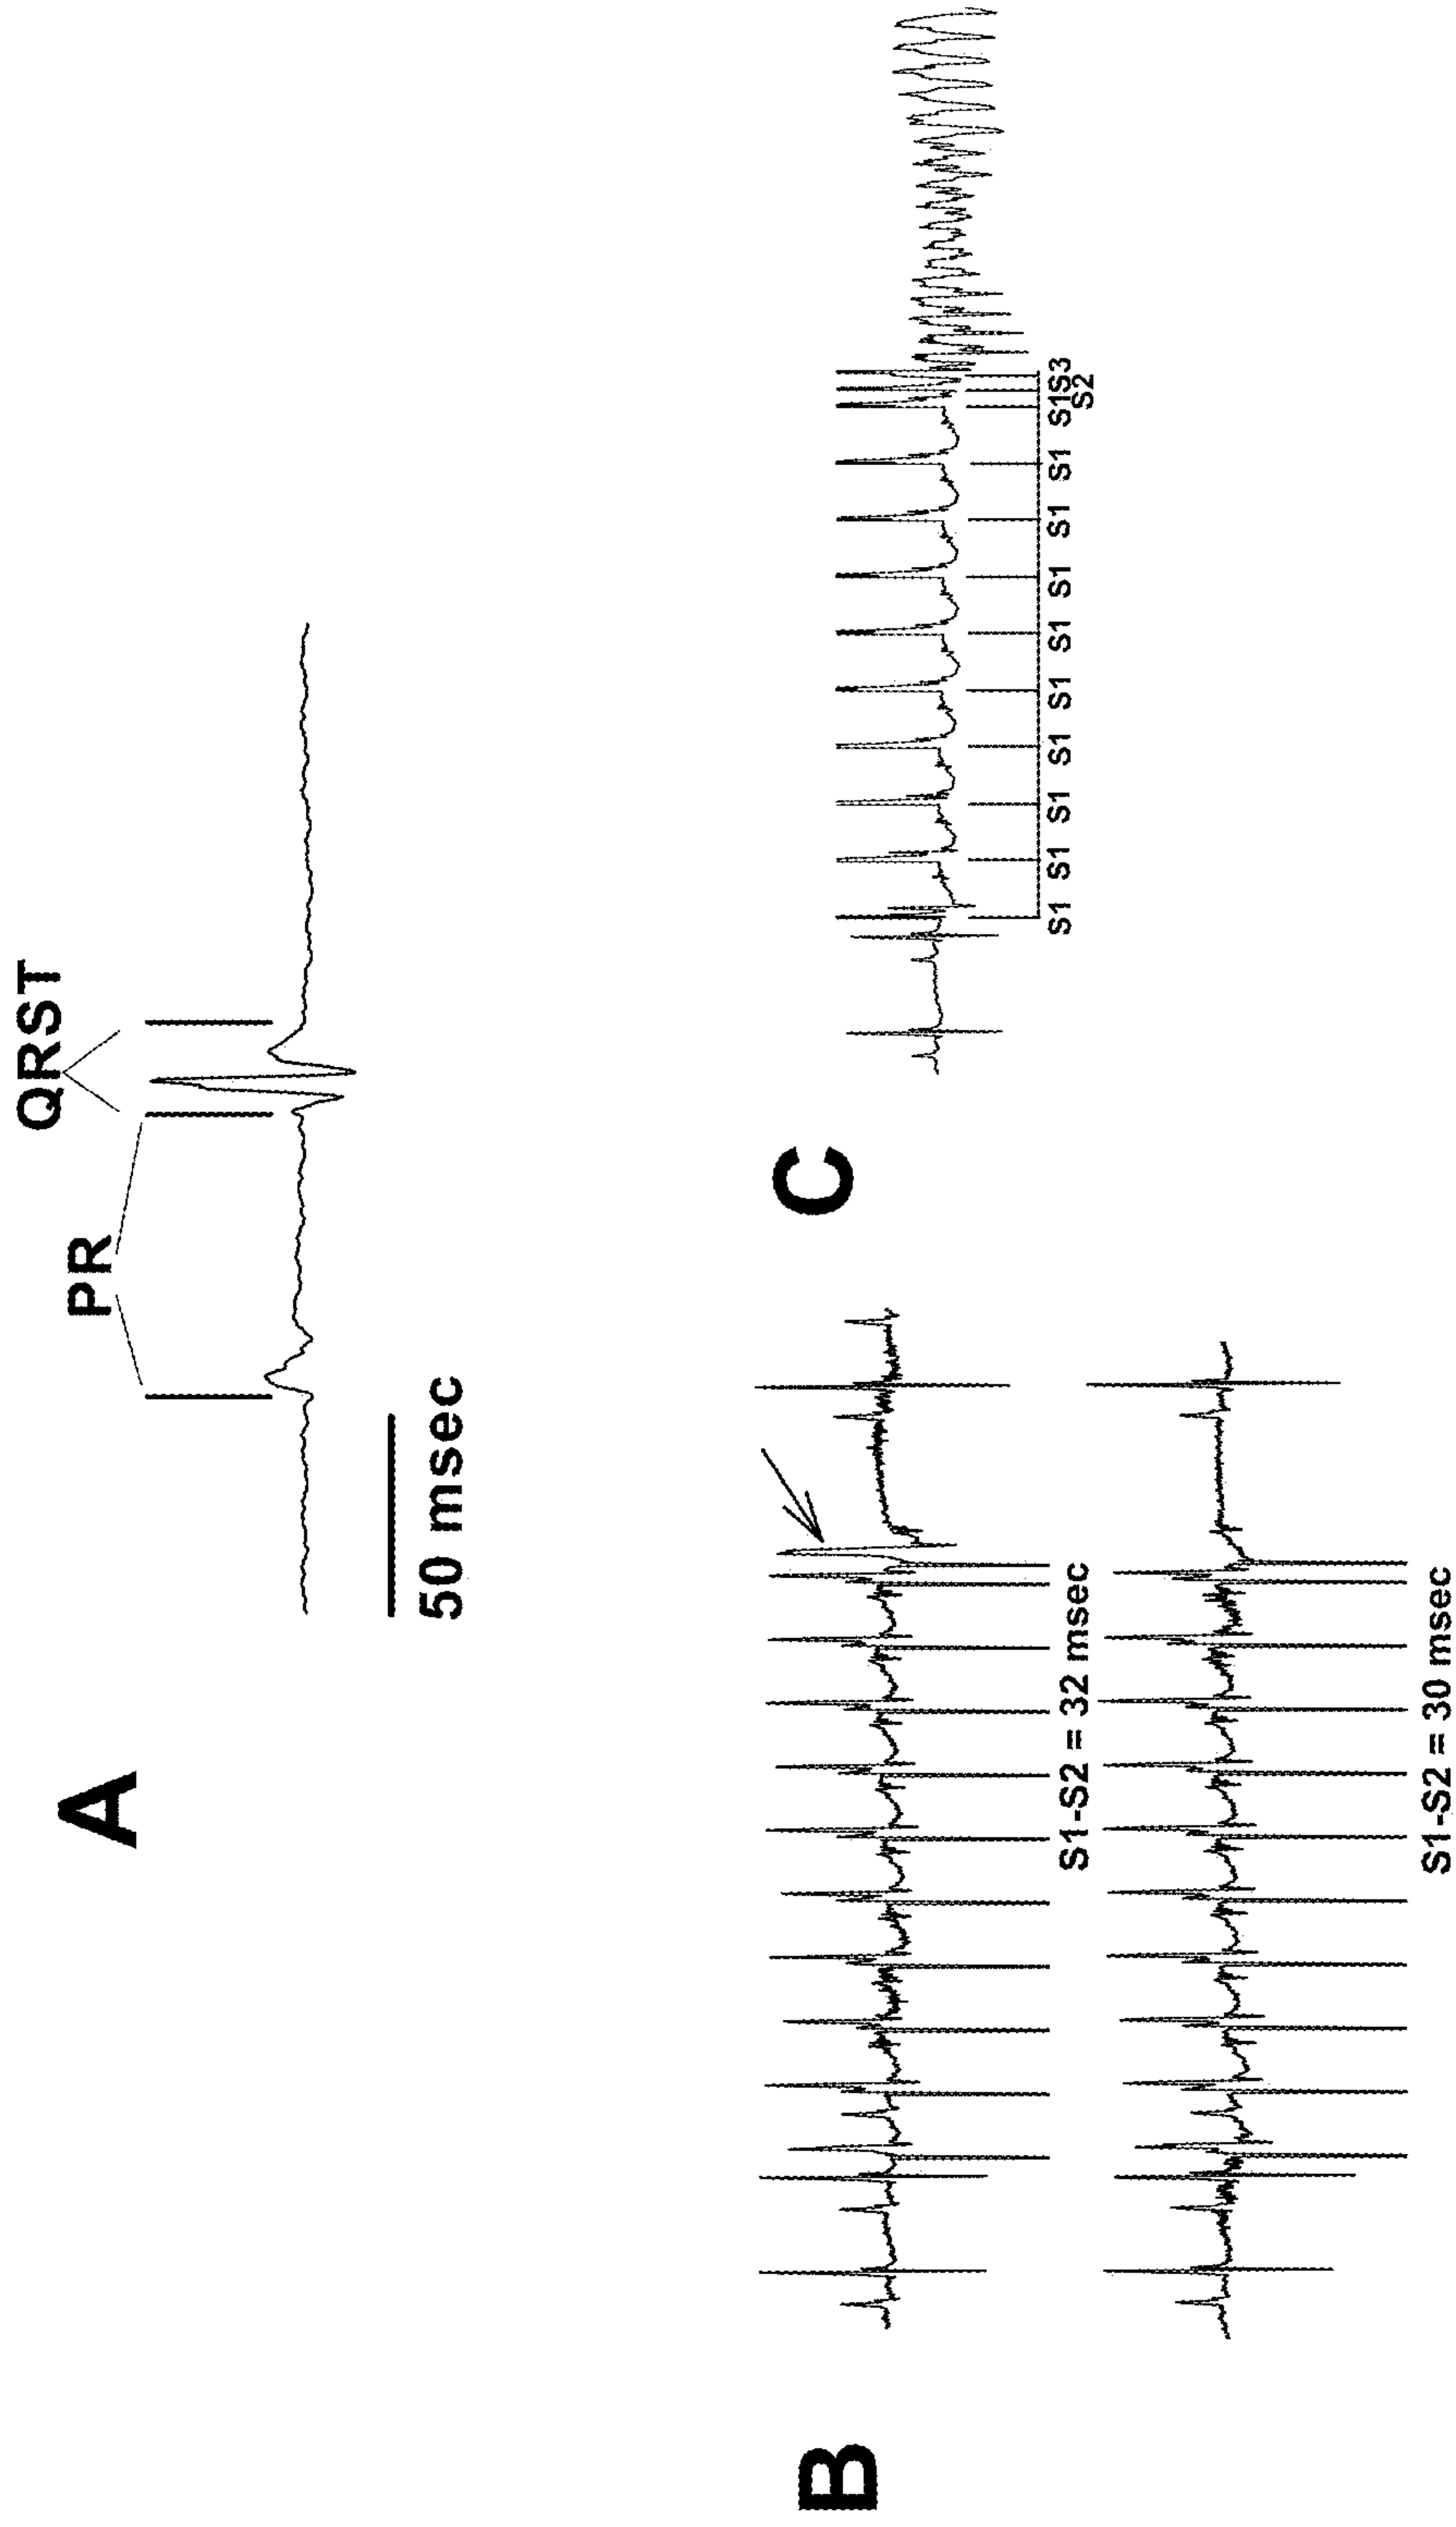 A
PR
QRST
50 msec
B
S1-S2 = 32 msec
S1-S2 = 30 msec
C
S1 S1 S1 S1 S1 S1 S1 S1 S1 S1S3
S2